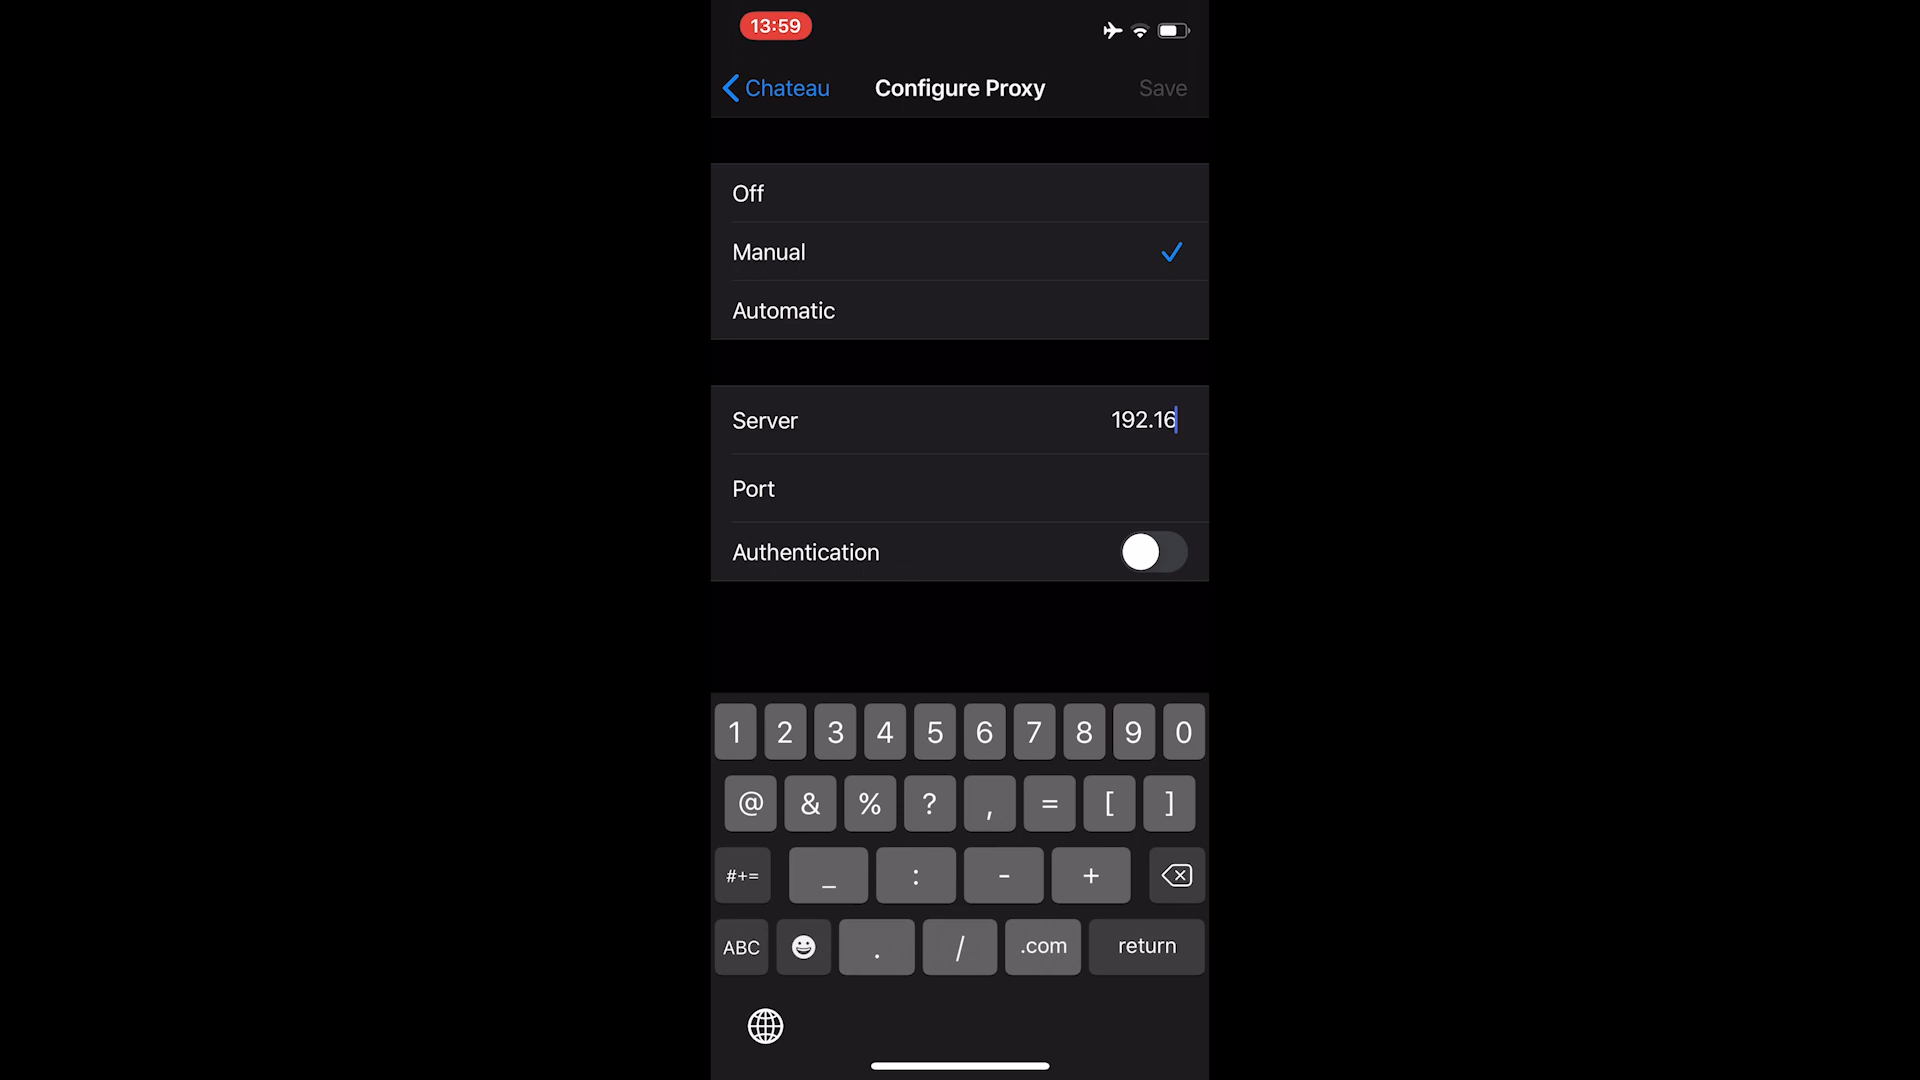 13:59
Chateau Configure Proxy Save
Off
Manual
Automatic
Server 192.16
Port
Authentication
1 2 3 4 5 6 7 8 9 0
@ & % ? , = [ ]
#+= _ : - +
ABC . / .com return